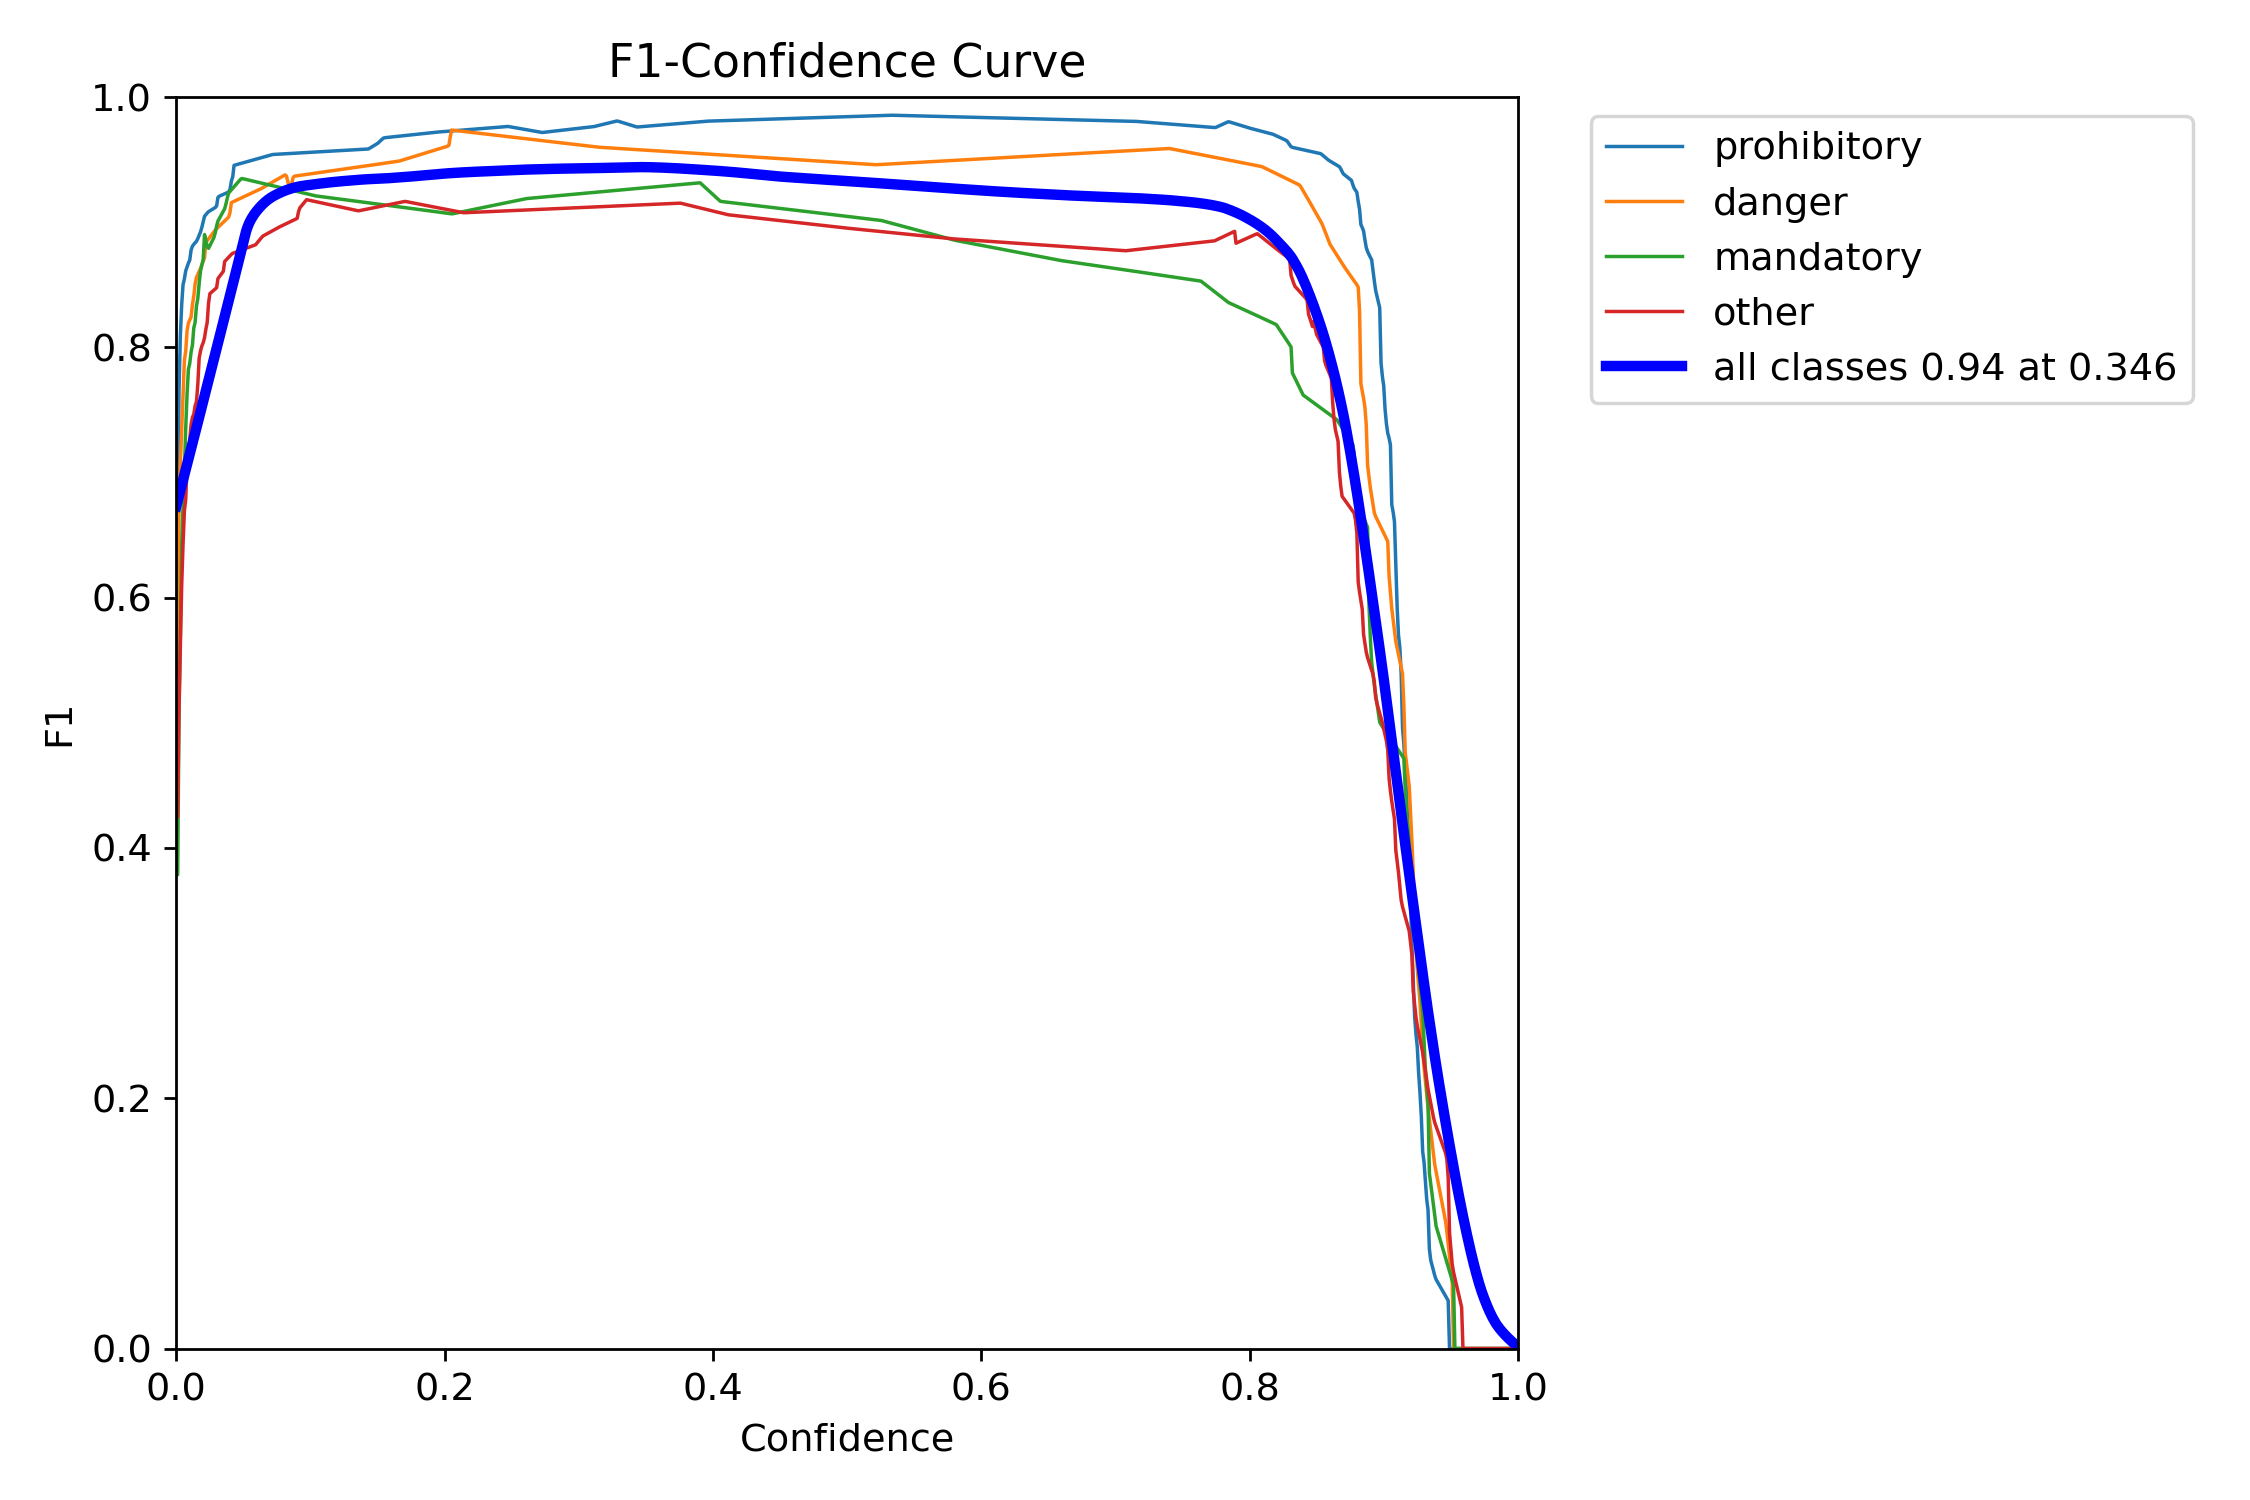 F1-Confidence Curve
1.0
0.8
0.6
0.4
0.2
0.0
F1
0.0 0.2 0.4 0.6 0.8 1.0
Confidence
prohibitory
danger
mandatory
other
all classes 0.94 at 0.346